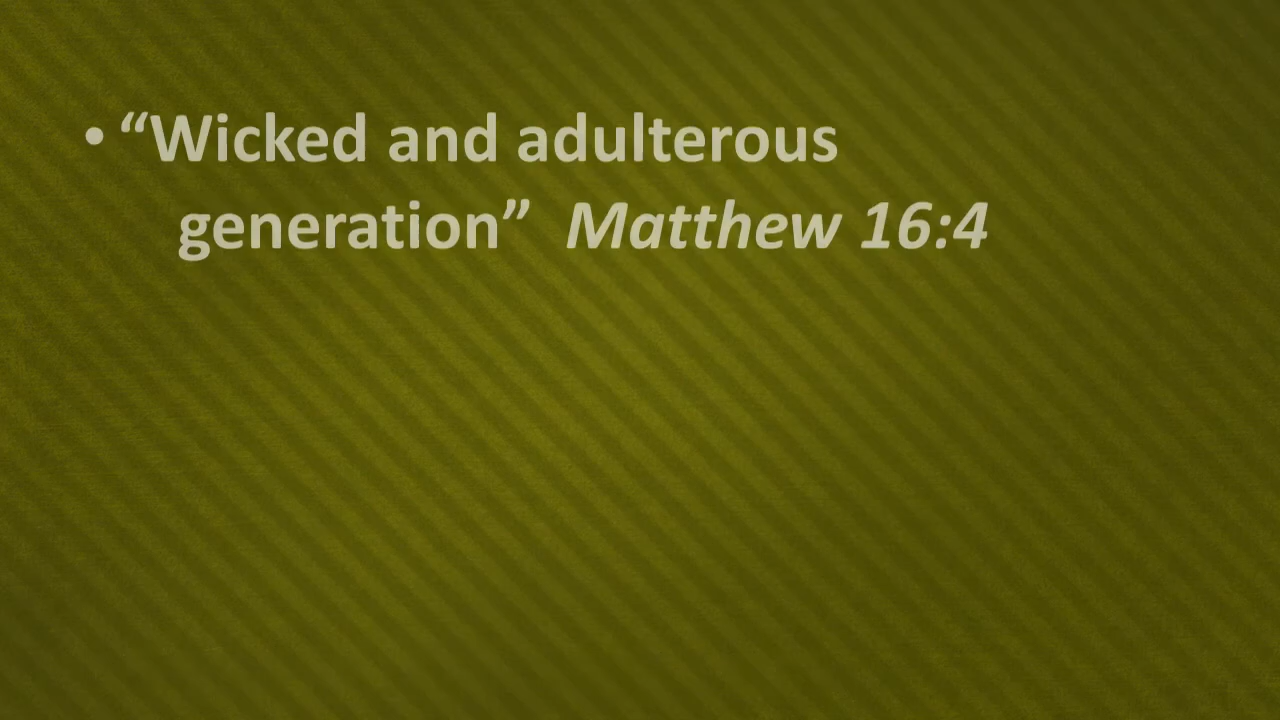 • “Wicked and adulterous
generation” Matthew 16:4